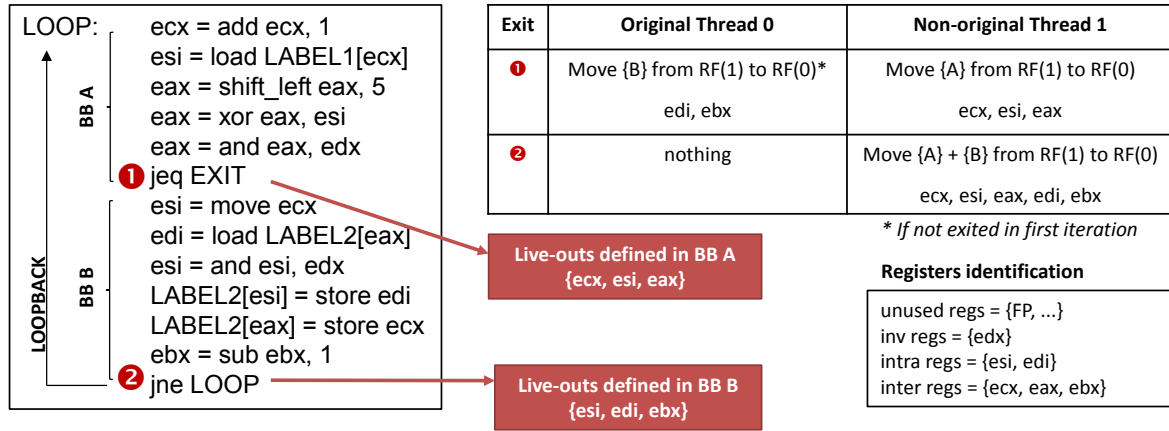 LOOP:
ecx = add ecx, 1
esi = load LABEL1[ecx]
eax = shift_left eax, 5
eax = xor eax, esi
eax = and eax, edx
❶ jeq EXIT
esi = move ecx
edi = load LABEL2[eax]
esi = and esi, edx
LABEL2[esi] = store edi
LABEL2[eax] = store ecx
ebx = sub ebx, 1
❷ jne LOOP
BB A
BB B
LOOPBACK
Exit Original Thread 0 Non-original Thread 1
❶ Move {B} from RF(1) to RF(0)* Move {A} from RF(1) to RF(0)
edi, ebx ecx, esi, eax
❷ nothing Move {A} + {B} from RF(1) to RF(0)
ecx, esi, eax, edi, ebx
* If not exited in first iteration
Live-outs defined in BB A
{ecx, esi, eax}
Live-outs defined in BB B
{esi, edi, ebx}
Registers identification
unused regs = {FP, ...}
inv regs = {edx}
intra regs = {esi, edi}
inter regs = {ecx, eax, ebx}